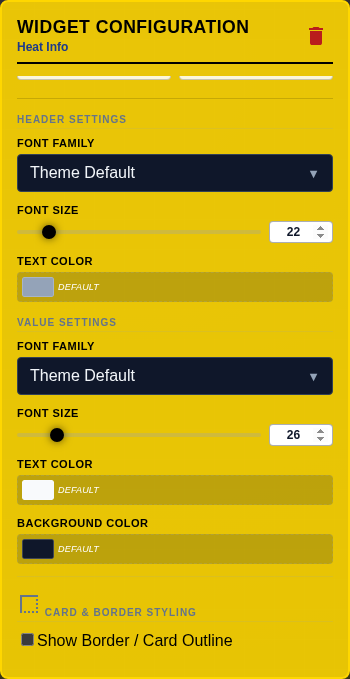 WIDGET CONFIGURATION
Heat Info
HEADER SETTINGS
FONT FAMILY
Theme Default
FONT SIZE
22
TEXT COLOR
DEFAULT
VALUE SETTINGS
FONT FAMILY
Theme Default
FONT SIZE
26
TEXT COLOR
DEFAULT
BACKGROUND COLOR
DEFAULT
CARD & BORDER STYLING
Show Border / Card Outline